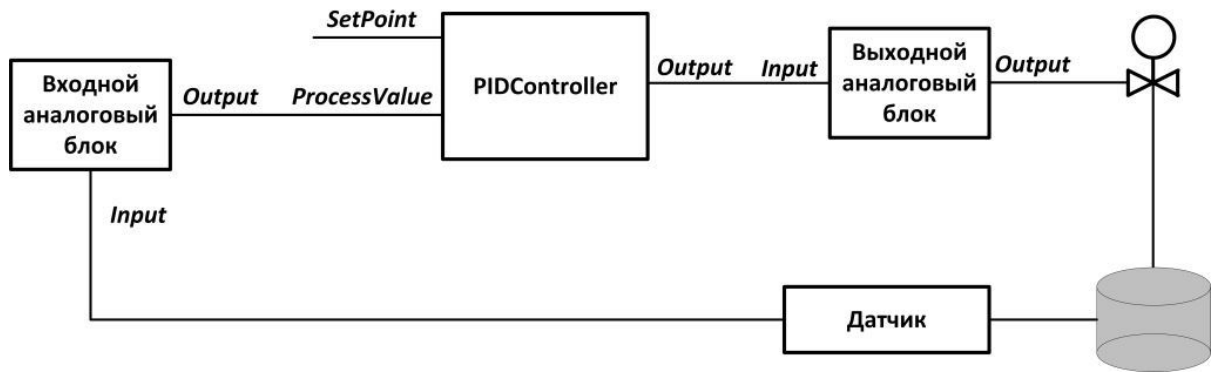 SetPoint
Входной
аналоговый
блок
Output
ProcessValue
PIDController
Output
Input
Выходной
аналоговый
блок
Output
Input
Датчик